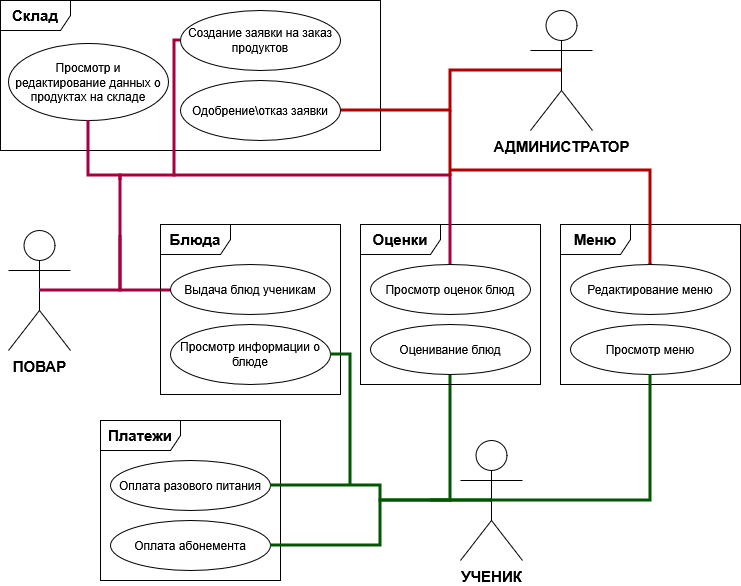 Склад
Создание заявки на заказ
продуктов
Просмотр и
редактирование данных о
продуктах на складе
Одобрение\отказ заявки
АДМИНИСТРАТОР
Блюда
Оценки
Меню
Выдача блюд ученикам
Просмотр оценок блюд
Редактирование меню
Просмотр информации о
блюде
Оценивание блюд
Просмотр меню
ПОВАР
Платежи
Оплата разового питания
Оплата абонемента
УЧЕНИК